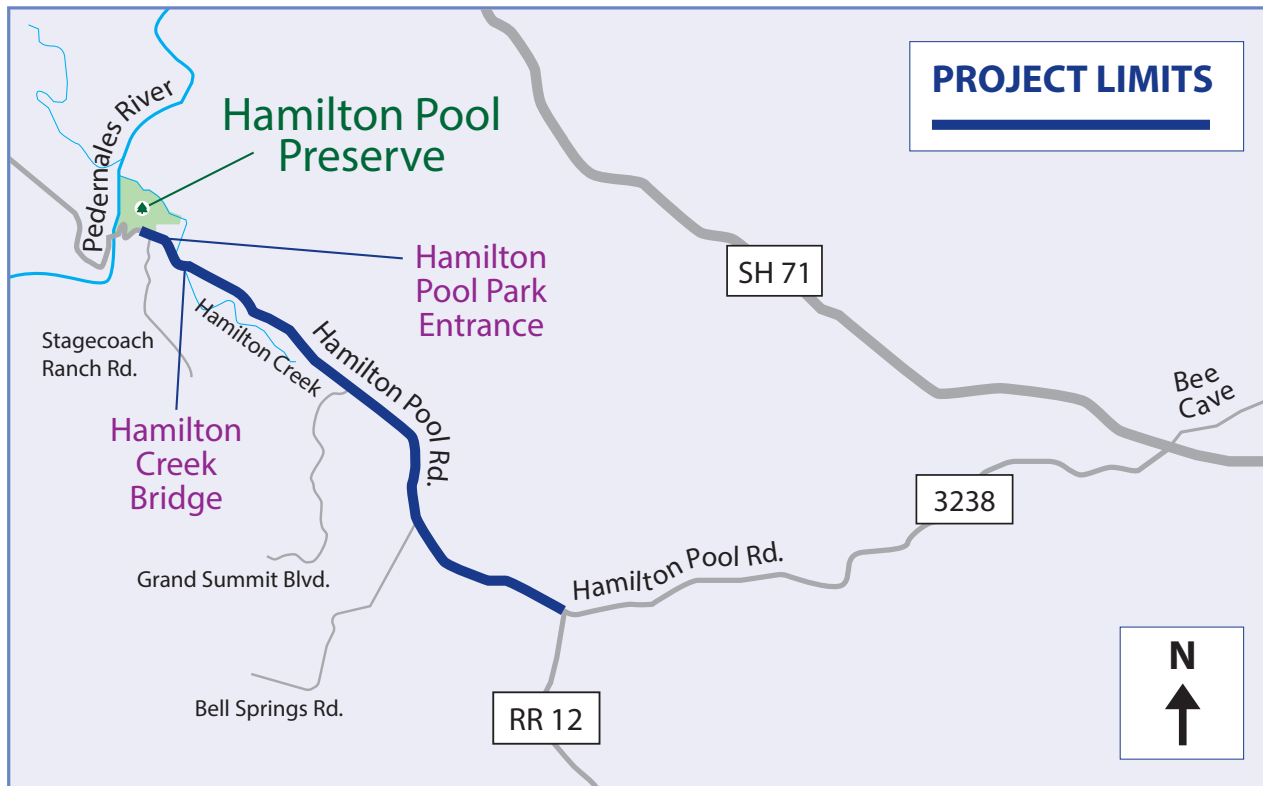 PROJECT LIMITS
Pedernales River
Hamilton Pool
Preserve
Hamilton
Pool Park
Entrance
SH 71
Stagecoach
Ranch Rd.
Hamilton Creek
Hamilton Pool Rd.
Bee
Cave
Hamilton
Creek
Bridge
3238
Grand Summit Blvd.
Hamilton Pool Rd.
Bell Springs Rd.
RR 12
N